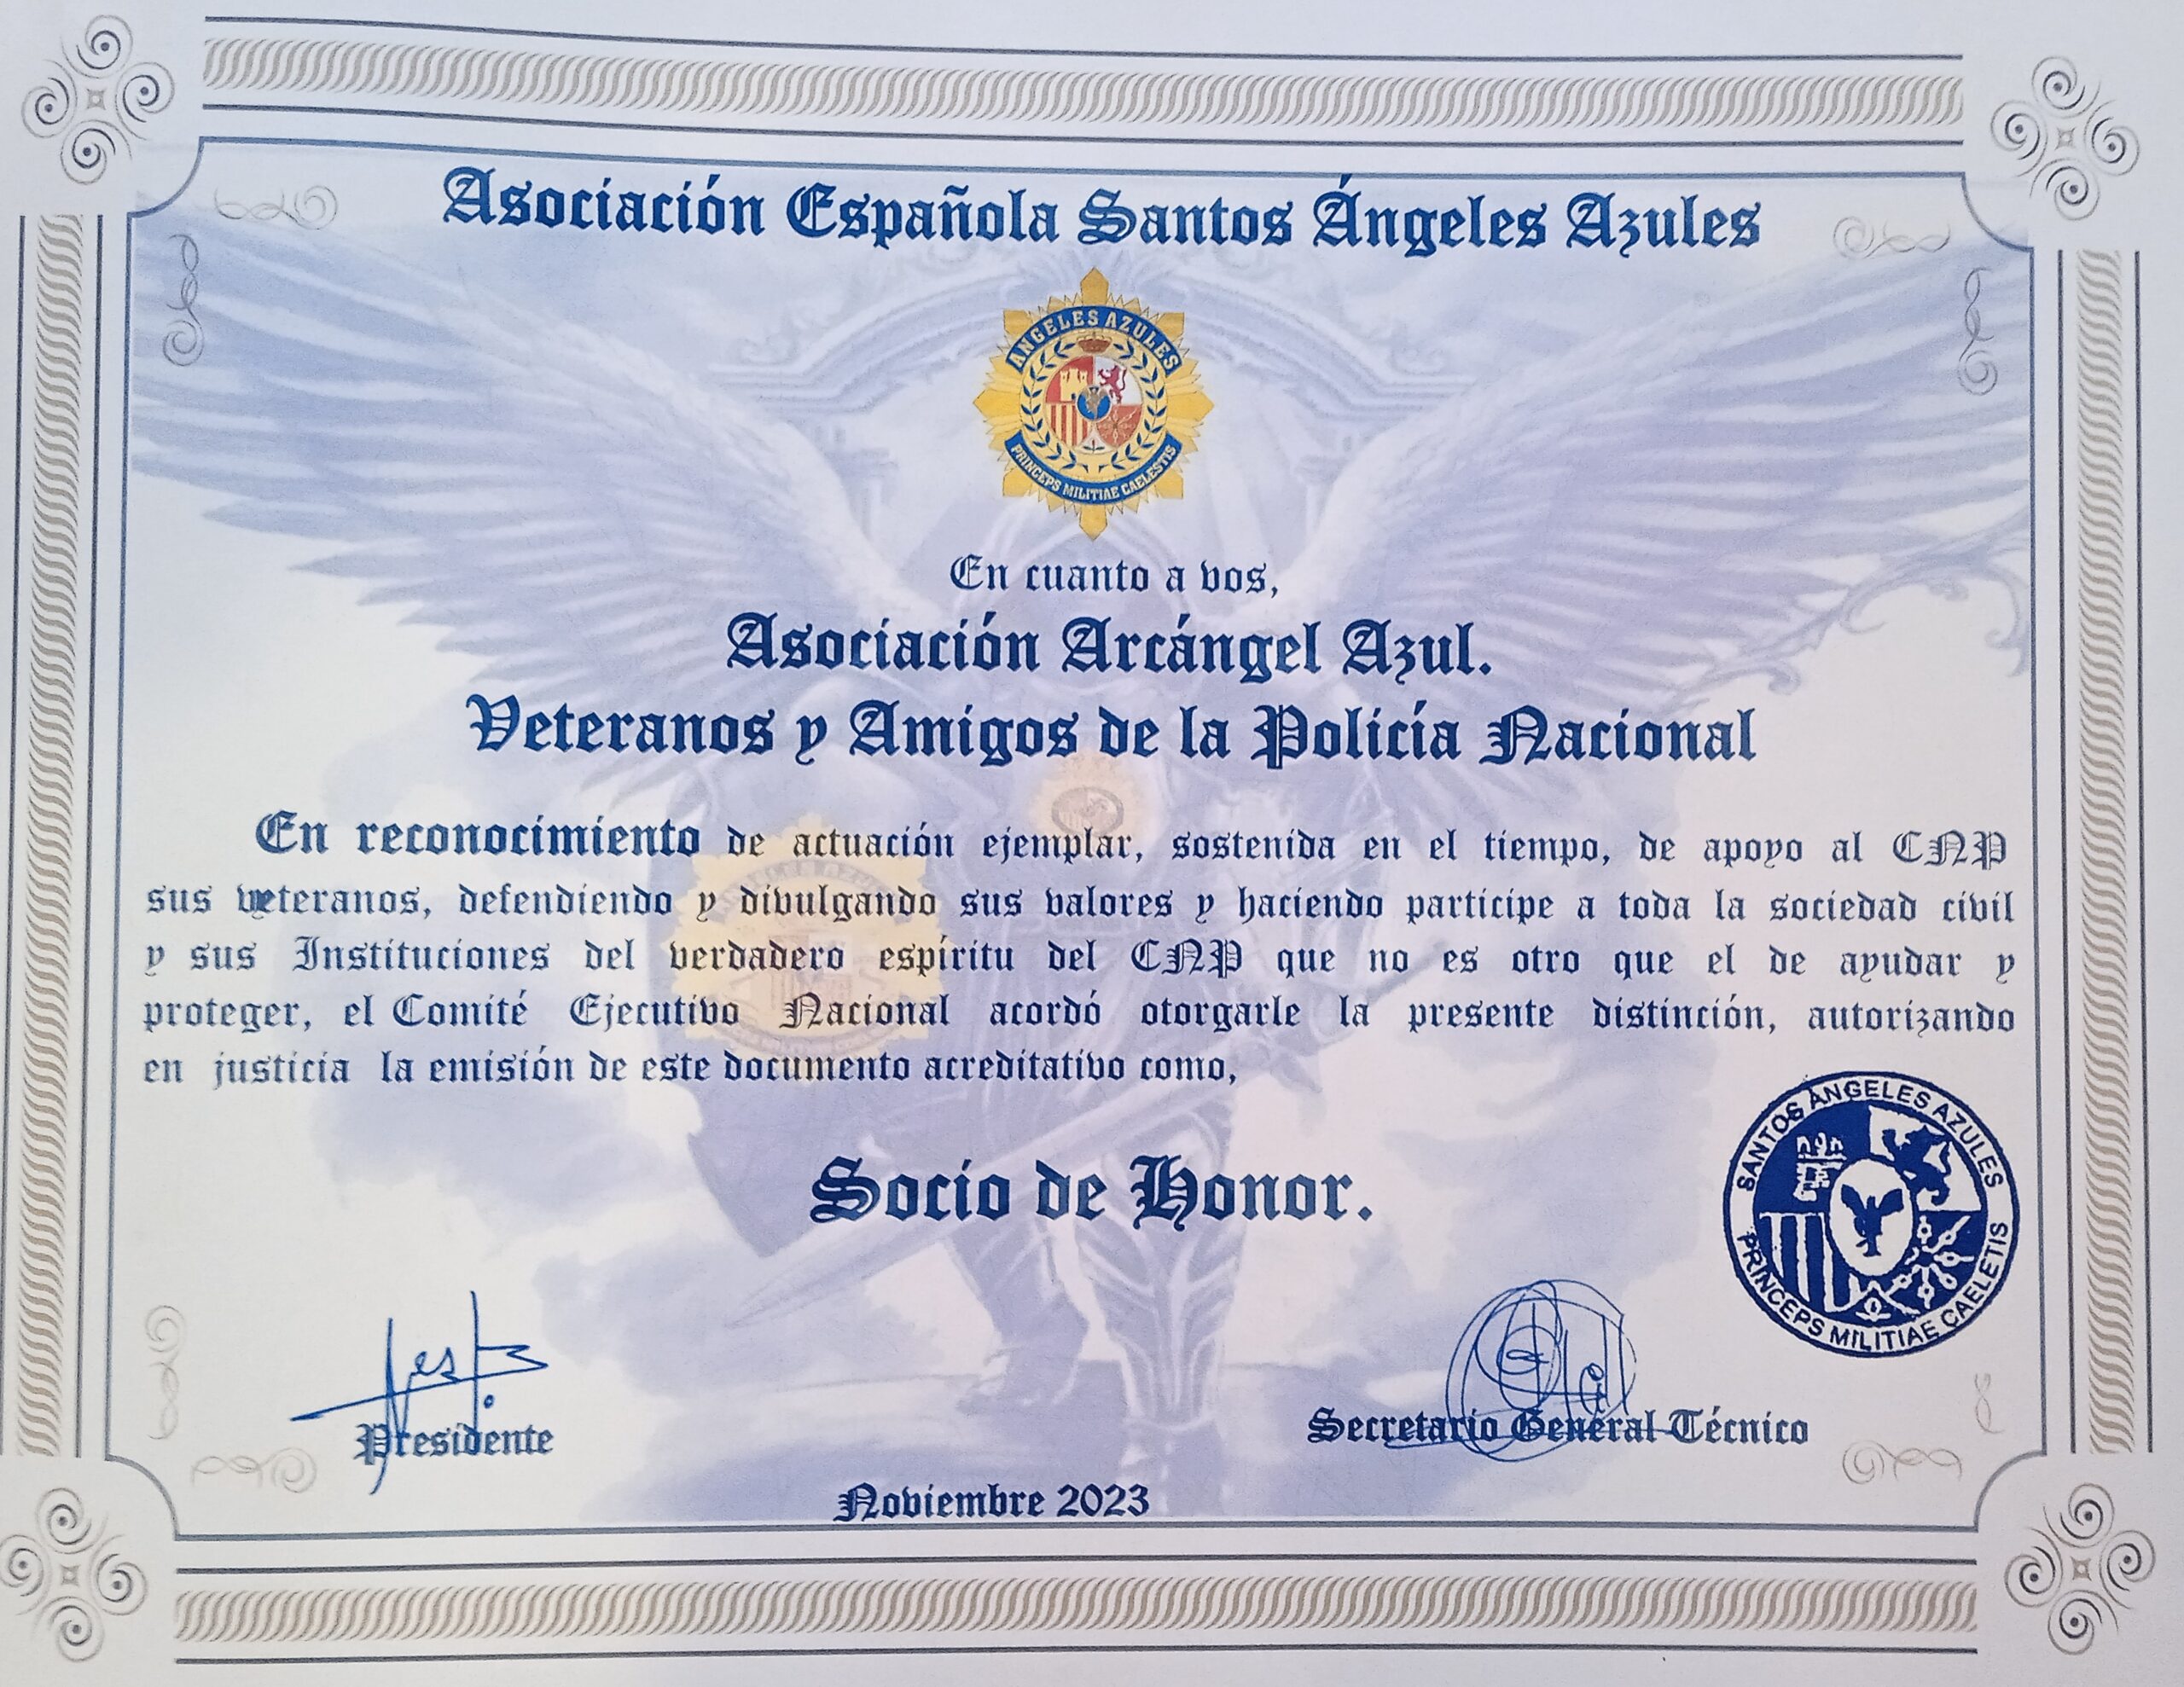 Asociación Española Santos Ángeles Azules
ANGELES AZULES
PRINCEPS MILITIAE CAELESTIS
En cuanto a vos,
Asociación Arcángel Azul.
Veteranos y Amigos de la Policía Nacional
En reconocimiento de actuación ejemplar, sostenida en el tiempo, de apoyo al CNP
sus veteranos, defendiendo y divulgando sus valores y haciendo participe a toda la sociedad civil
y sus Instituciones del verdadero espíritu del CNP que no es otro que el de ayudar y
proteger, el Comité Ejecutivo Nacional acordó otorgarle la presente distinción, autorizando
en justicia la emisión de este documento acreditativo como,
Socio de Honor.
SANTOS ÁNGELES AZULES
PRINCEPS MILITIAE CAELETIS
Presidente
Secretario General Técnico
Noviembre 2023